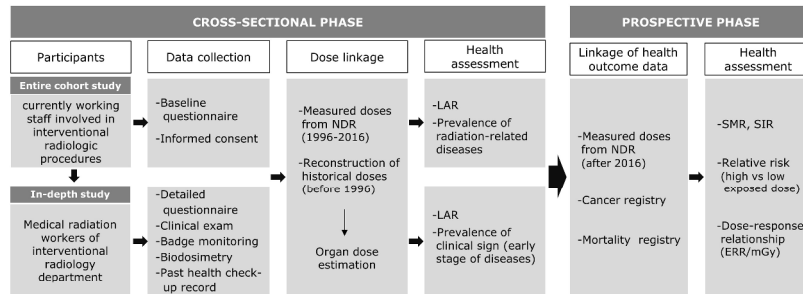 CROSS-SECTIONAL PHASE
PROSPECTIVE PHASE
Participants
Data collection
Dose linkage
Health
assessment
Linkage of health
outcome data
Health
assessment
Entire cohort study
currently working
staff involved in
interventional
radiologic
procedures
In-depth study
Medical radiation
workers of
interventional
radiology
department
-Baseline
questionnaire
-Informed consent
-Detailed
questionnaire
-Clinical exam
-Badge monitoring
-Biodosimetry
-Past health check-
up record
-Measured doses
from NDR
(1996-2016)
-Reconstruction of
historical doses
(before 1996)
Organ dose
estimation
-LAR
-Prevalence of
radiation-related
diseases
-LAR
-Prevalence of
clinical sign (early
stage of diseases)
-Measured doses
from NDR
(after 2016)
-Cancer registry
-Mortality registry
-SMR, SIR
-Relative risk
(high vs low
exposed dose)
-Dose-response
relationship
(ERR/mGy)